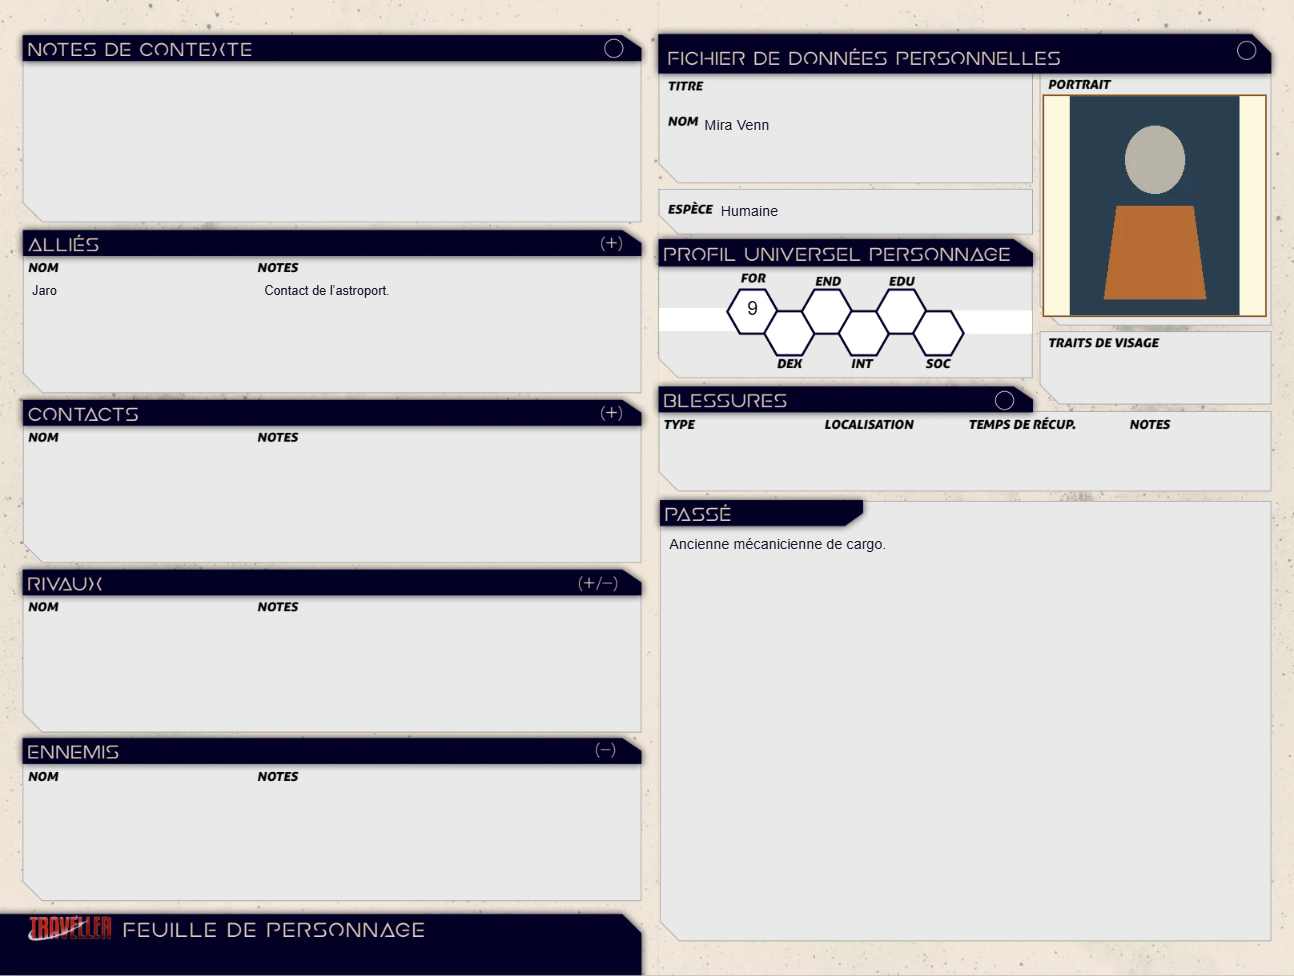 NOTES DE CONTEXTE
ALLIÉS (+)
NOM NOTES
Jaro Contact de l'astroport.
CONTACTS (+)
NOM NOTES
RIVAUX (+/−)
NOM NOTES
ENNEMIS (−)
NOM NOTES
TRAVELLER FEUILLE DE PERSONNAGE
FICHIER DE DONNÉES PERSONNELLES
TITRE
NOM Mira Venn
ESPÈCE Humaine
PORTRAIT
PROFIL UNIVERSEL PERSONNAGE
FOR END EDU
9
DEX INT SOC
TRAITS DE VISAGE
BLESSURES
TYPE LOCALISATION TEMPS DE RÉCUP. NOTES
PASSÉ
Ancienne mécanicienne de cargo.